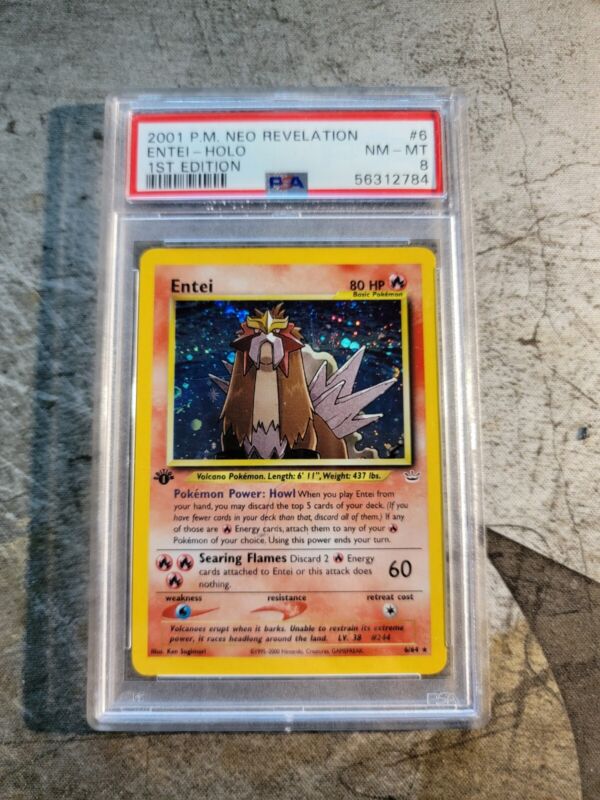 2001 P.M. NEO REVELATION #6
ENTEI - HOLO NM - MT
1ST EDITION 8
PSA 56312784
Entei 80 HP
Basic Pokémon
EDITION 1
Volcano Pokémon. Length: 6' 11", Weight: 437 lbs.
Pokémon Power: Howl When you play Entei from
your hand, you may discard the top 5 cards of your deck. (If you
have fewer cards in your deck than that, discard all of them.) If any
of those are Energy cards, attach them to any of your
Pokémon of your choice. Using this power ends your turn.
Searing Flames Discard 2 Energy
cards attached to Entei or this attack does 60
nothing.
weakness resistance retreat cost
Volcanoes erupt when it barks. Unable to restrain its extreme
power, it races headlong around the land. LV. 38 #244
Illus. Ken Sugimori ©1995-2000 Nintendo, Creatures, GAMEFREAK. 6/64 ★